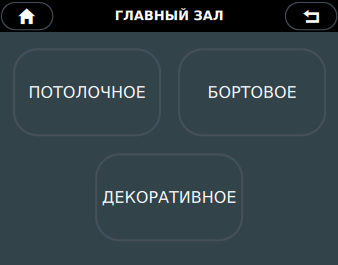 ГЛАВНЫЙ ЗАЛ
ПОТОЛОЧНОЕ
БОРТОВОЕ
ДЕКОРАТИВНОЕ